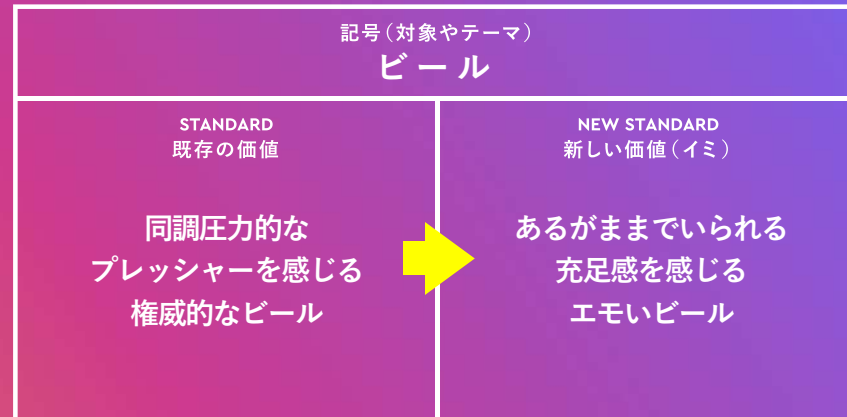 記号（対象やテーマ）
ビール
STANDARD
既存の価値
同調圧力的な
プレッシャーを感じる
権威的なビール
NEW STANDARD
新しい価値（イミ）
あるがままでいられる
充足感を感じる
エモいビール